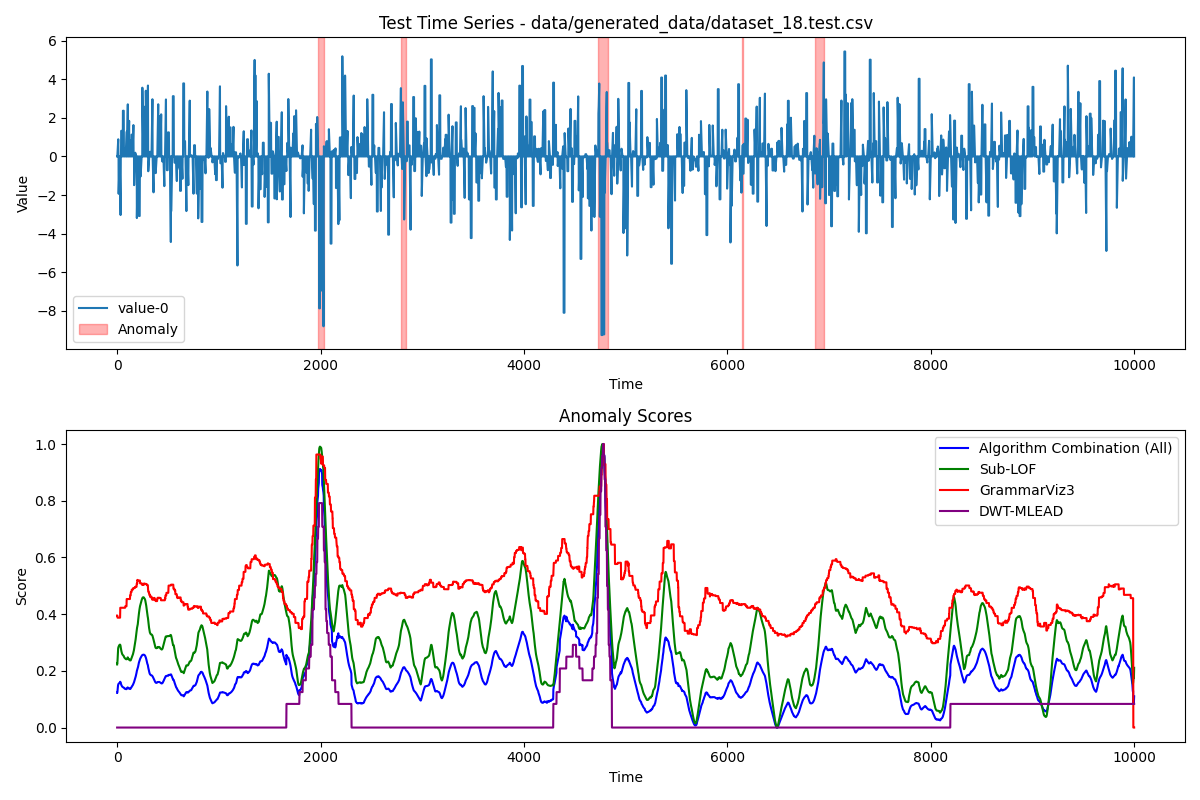 Test Time Series - data/generated_data/dataset_18.test.csv
6
4
2
0
−2
−4
−6
−8
Value
value-0
Anomaly
0
2000
4000
6000
8000
10000
Time
Anomaly Scores
1.0
0.8
0.6
0.4
0.2
0.0
Score
Algorithm Combination (All)
Sub-LOF
GrammarViz3
DWT-MLEAD
0
2000
4000
6000
8000
10000
Time